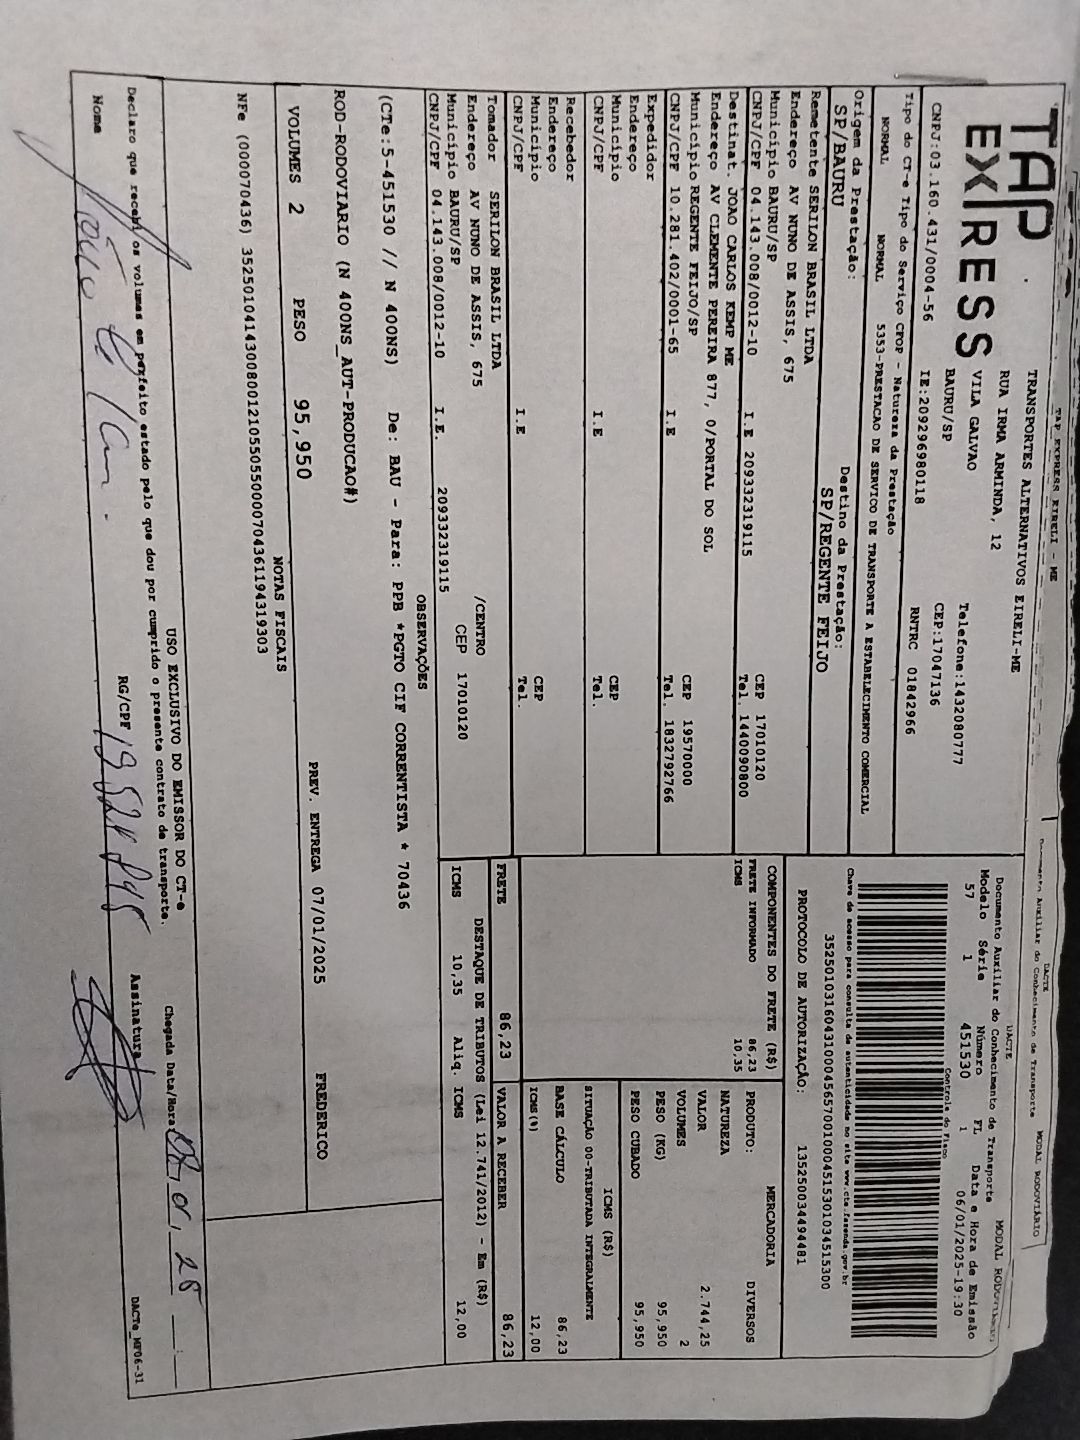 TAP EXPRESS EIRELI - ME
DACTE
MODAL RODOVIÁRIO
Documento Auxiliar do Conhecimento de Transporte
TAP EXPRESS
TRANSPORTES ALTERNATIVOS EIRELI-ME
RUA IRMA ARMINDA, 12
VILA GALVAO
Telefone:1432080777
BAURU/SP
CEP:17047136
CNPJ:03.160.431/0004-56
IE:209296980118
RNTRC 01842966
DACTE
MODAL RODOVIÁRIO
Documento Auxiliar do Conhecimento de Transporte
Modelo Série Número FL Data e Hora de Emissão
57 1 451530 1 06/01/2025-19:30
Controle do Fisco
Chave de acesso para consulta de autenticidade no site www.cte.fazenda.gov.br
35250103160431000456570010004515301034515300
PROTOCOLO DE AUTORIZAÇÃO: 135250034494481
Tipo do CT-e Tipo do Serviço CFOP - Natureza da Prestação
NORMAL NORMAL 5353-PRESTACAO DE SERVICO DE TRANSPORTE A ESTABELECIMENTO COMERCIAL
Origem da Prestação: Destino da Prestação:
SP/BAURU SP/REGENTE FEIJO
Remetente SERILON BRASIL LTDA
Endereço AV NUNO DE ASSIS, 675
Município BAURU/SP CEP 17010120
CNPJ/CPF 04.143.008/0012-10 I.E 209332319115 Tel. 1440090800
Destinat. JOAO CARLOS KEMP ME
Endereço AV CLEMENTE PEREIRA 877, 0/PORTAL DO SOL
Município REGENTE FEIJO/SP CEP 19570000
CNPJ/CPF 10.281.402/0001-65 I.E Tel. 1832792766
Expedidor
Endereço
Município CEP
CNPJ/CPF I.E Tel.
Recebedor
Endereço
Município CEP
CNPJ/CPF I.E Tel.
Tomador SERILON BRASIL LTDA
Endereço AV NUNO DE ASSIS, 675 /CENTRO
Município BAURU/SP CEP 17010120
CNPJ/CPF 04.143.008/0012-10 I.E. 209332319115
COMPONENTES DO FRETE (R$)
FRETE INFORMADO 86,23
ICMS 10,35
MERCADORIA
PRODUTO: DIVERSOS
NATUREZA
VALOR 2.744,25
VOLUMES 2
PESO (KG) 95,950
PESO CUBADO 95,950
ICMS (R$)
SITUAÇÃO 00-TRIBUTADA INTEGRALMENTE
BASE CÁLCULO 86,23
ICMS(%) 12,00
FRETE 86,23 VALOR A RECEBER 86,23
DESTAQUE DE TRIBUTOS (Lei 12.741/2012) - Em (R$)
ICMS 10,35 Aliq. ICMS 12,00
OBSERVAÇÕES
(CTe:5-451530 // N 400NS) De: BAU - Para: PPB *PGTO CIF CORRENTISTA * 70436
ROD-RODOVIARIO (N 400NS_AUT-PRODUCAO#)
VOLUMES 2 PESO 95,950 PREV. ENTREGA 07/01/2025 FREDERICO
NOTAS FISCAIS
NFe (000070436) 35250104143008001210550550000704361194319303
USO EXCLUSIVO DO EMISSOR DO CT-e
Declaro que recebi os volumes em perfeito estado pelo que dou por cumprido o presente contrato de transporte.
Chegada Data/Hora
Nome RG/CPF Assinatura
DACTe_MF06-31